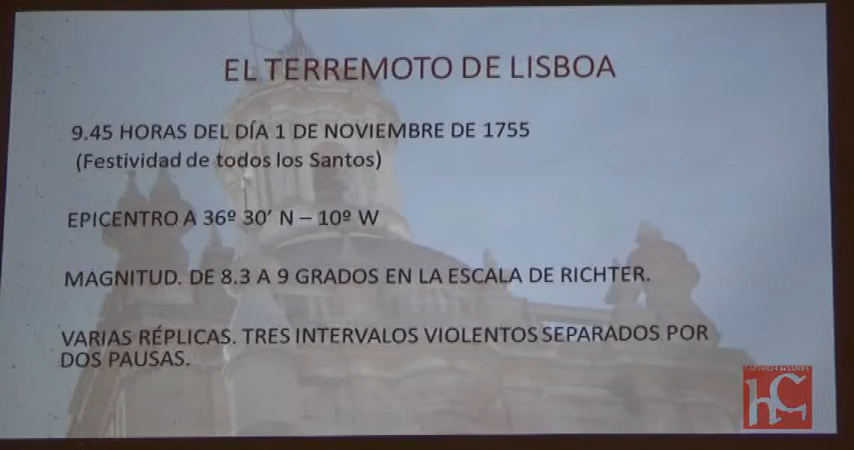 EL TERREMOTO DE LISBOA
9.45 HORAS DEL DÍA 1 DE NOVIEMBRE DE 1755
(Festividad de todos los Santos)
EPICENTRO A 36º 30' N – 10º W
MAGNITUD. DE 8.3 A 9 GRADOS EN LA ESCALA DE RICHTER.
VARIAS RÉPLICAS. TRES INTERVALOS VIOLENTOS SEPARADOS POR
DOS PAUSAS.